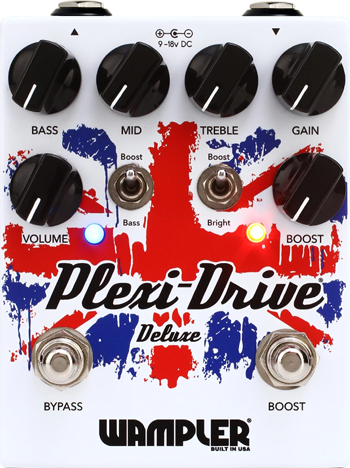 9 -18v DC
BASS MID TREBLE GAIN
Boost Boost
VOLUME Bass Bright BOOST
Plexi-Drive
Deluxe
BYPASS BOOST
WAMPLER
BUILT IN USA